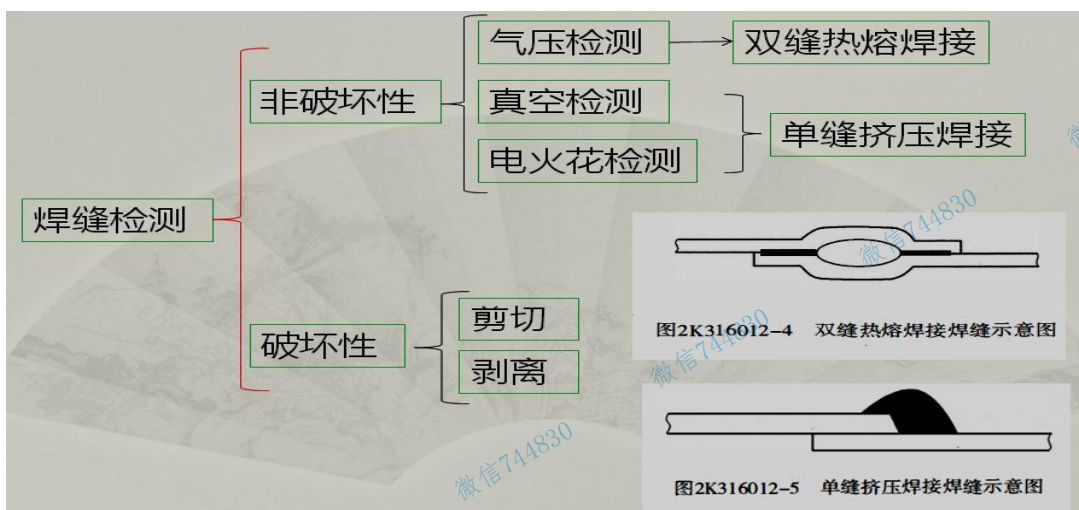 焊缝检测
非破坏性
气压检测
双缝热熔焊接
真空检测
电火花检测
单缝挤压焊接
破坏性
剪切
剥离
图2K316012-4 双缝热熔焊接焊缝示意图
图2K316012-5 单缝挤压焊接焊缝示意图
微信744830
微信744830
微信744830
微